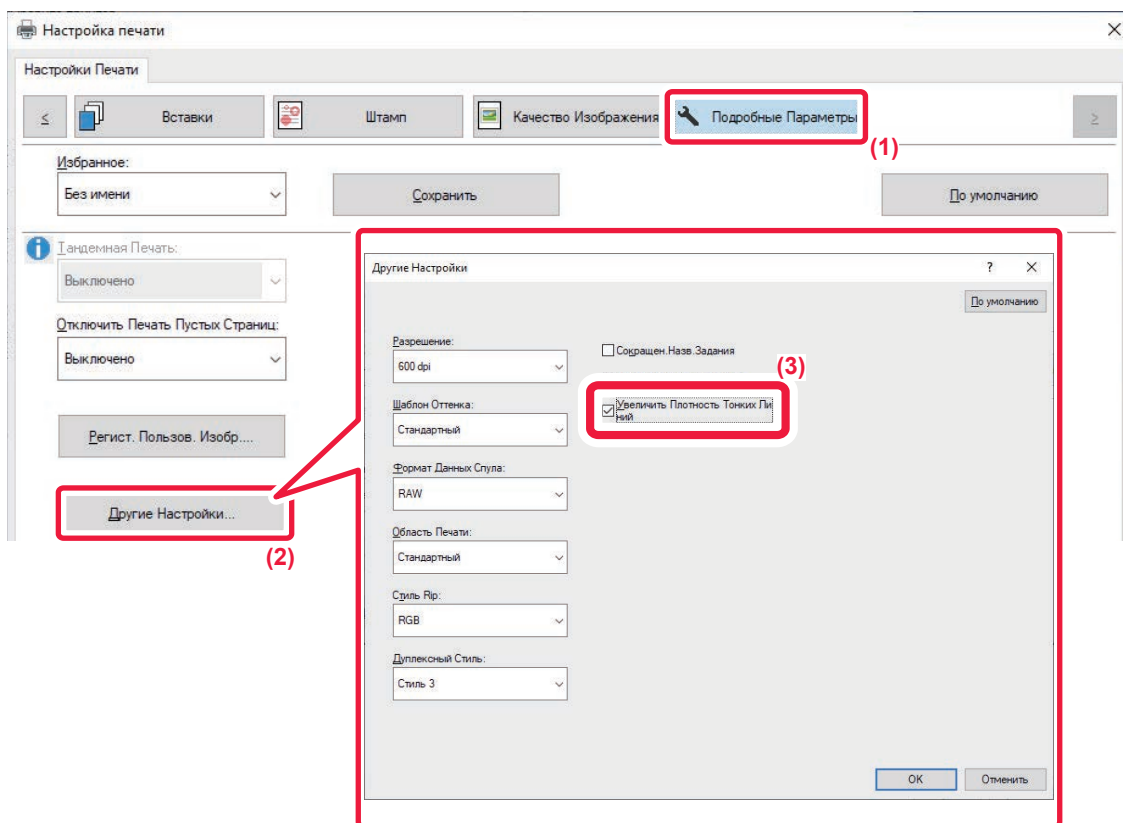 Настройка печати
Настройки Печати
<
Вставки
Штамп
Качество Изображения
Подробные Параметры
>
(1)
Избранное:
Без имени
Сохранить
По умолчанию
Тандемная Печать:
Выключено
Отключить Печать Пустых Страниц:
Выключено
Регист. Пользов. Изобр....
Другие Настройки...
(2)
Другие Настройки
?
По умолчанию
Разрешение:
600 dpi
Сокращен.Назв.Задания
(3)
Шаблон Оттенка:
Стандартный
Увеличить Плотность Тонких Ли
ний
Формат Данных Спула:
RAW
Область Печати:
Стандартный
Стиль Rip:
RGB
Дуплексный Стиль:
Стиль 3
OK
Отменить